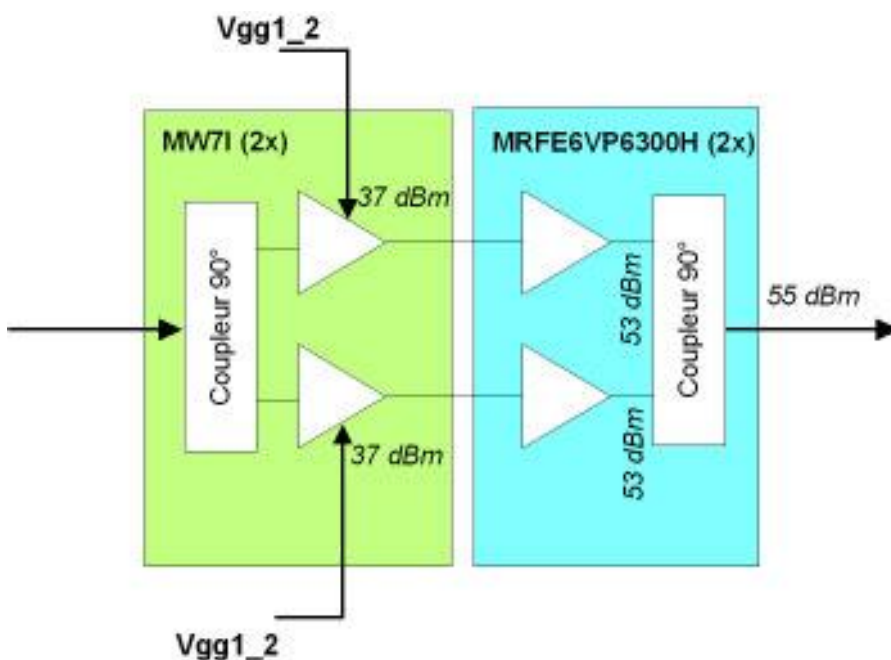 Vgg1_2
MW7I (2x)
MRFE6VP6300H (2x)
37 dBm
Coupleur 90°
53 dBm
Coupleur 90°
55 dBm
37 dBm
53 dBm
Vgg1_2